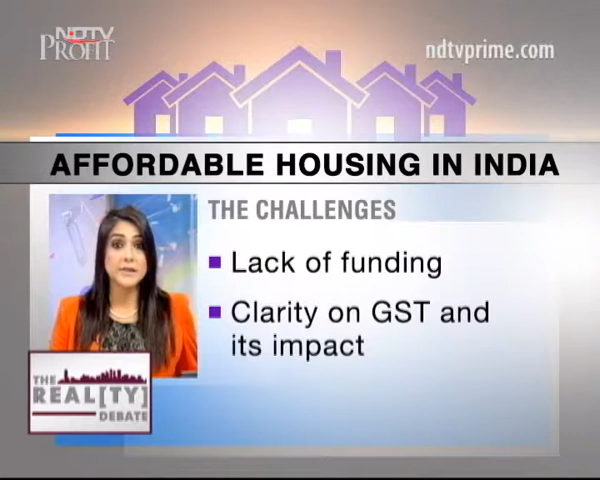 NDTV
PROFIT
ndtvprime.com
AFFORDABLE HOUSING IN INDIA
THE CHALLENGES
Lack of funding
Clarity on GST and
its impact
THE
REAL[TY]
DEBATE